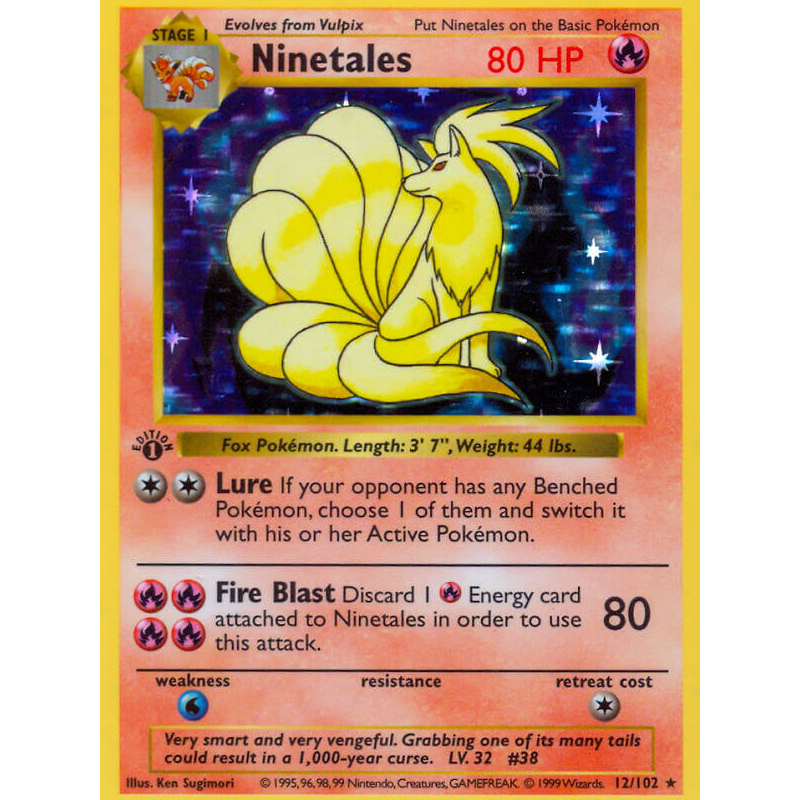 Evolves from Vulpix Put Ninetales on the Basic Pokémon
STAGE 1
Ninetales 80 HP
EDITION
1
Fox Pokémon. Length: 3' 7", Weight: 44 lbs.
Lure If your opponent has any Benched
Pokémon, choose 1 of them and switch it
with his or her Active Pokémon.
Fire Blast Discard 1 Energy card
attached to Ninetales in order to use
this attack.
80
weakness resistance retreat cost
Very smart and very vengeful. Grabbing one of its many tails
could result in a 1,000-year curse. LV. 32 #38
Illus. Ken Sugimori ©1995, 96, 98, 99 Nintendo, Creatures, GAMEFREAK. ©1999 Wizards. 12/102 ★